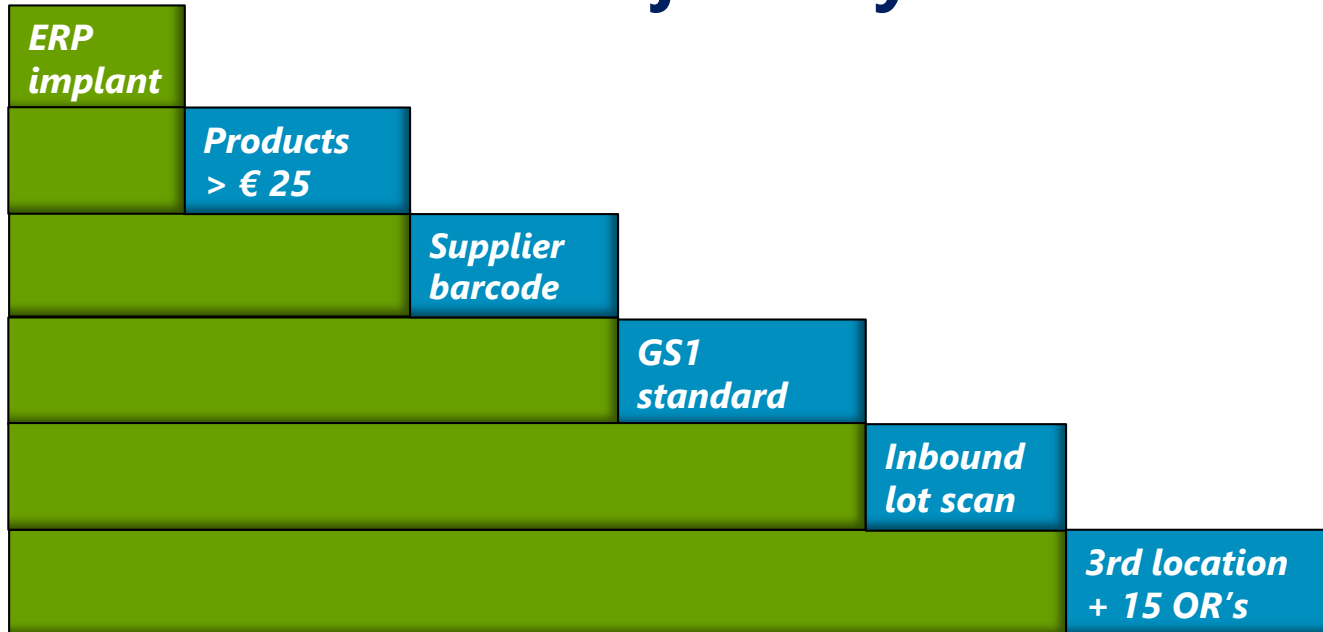 ERP
implant
Products
> € 25
Supplier
barcode
GS1
standard
Inbound
lot scan
3rd location
+ 15 OR’s